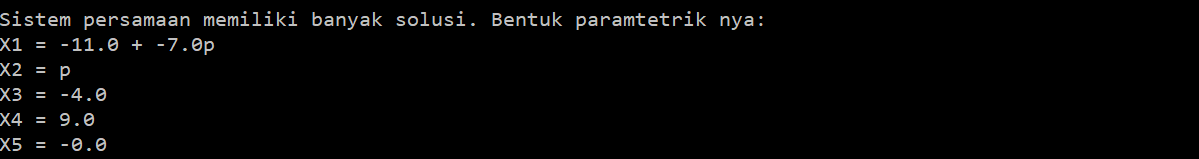 Sistem persamaan memiliki banyak solusi. Bentuk paramtetrik nya:
X1 = -11.0 + -7.0p
X2 = p
X3 = -4.0
X4 = 9.0
X5 = -0.0